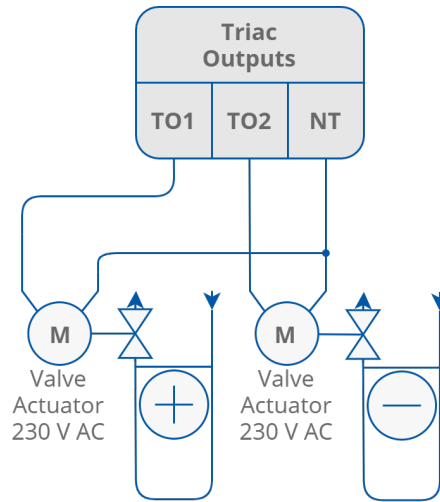 Triac
Outputs
TO1 TO2 NT
M M
Valve
Actuator
230 V AC
Valve
Actuator
230 V AC